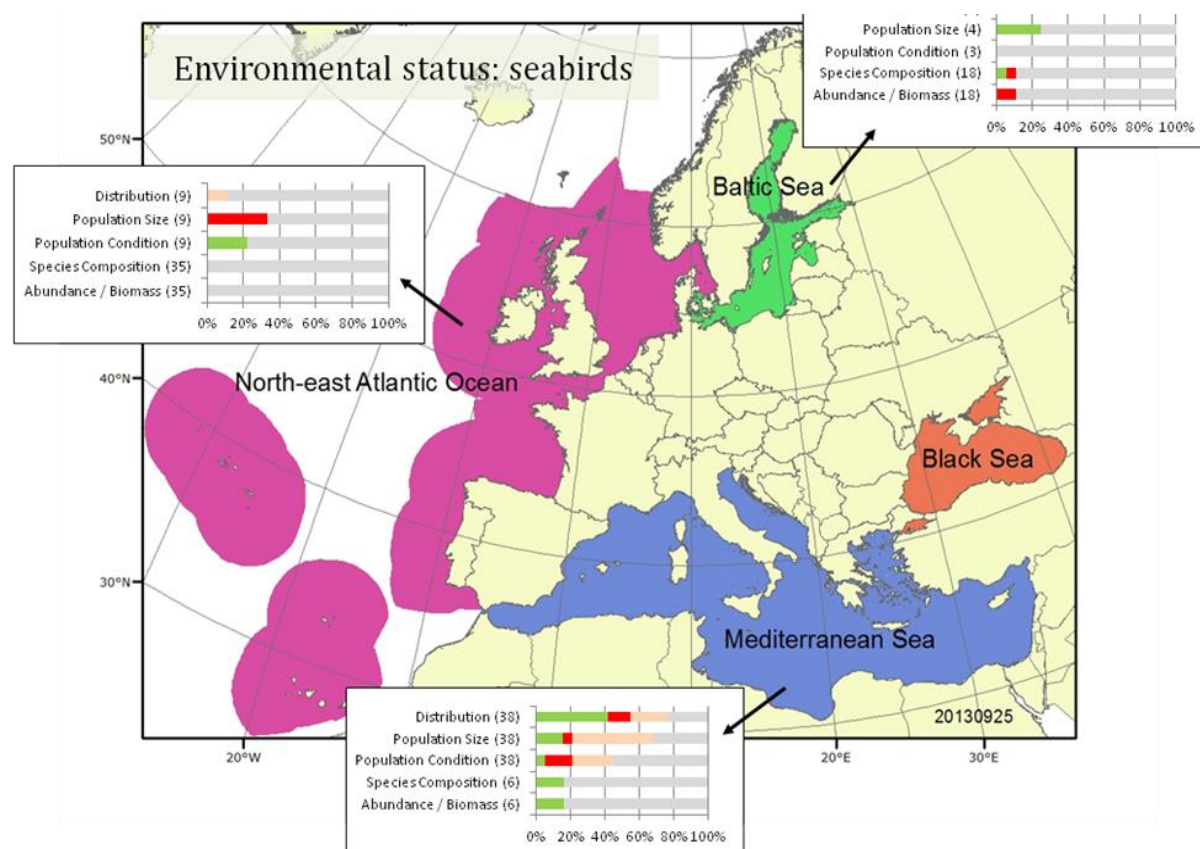 Environmental status: seabirds
Population Size (4)
Population Condition (3)
Species Composition (18)
Abundance / Biomass (18)
0% 20% 40% 60% 80% 100%
50°N
Baltic Sea
Distribution (9)
Population Size (9)
Population Condition (9)
Species Composition (35)
Abundance / Biomass (35)
0% 20% 40% 60% 80% 100%
40°N
North-east Atlantic Ocean
Black Sea
30°N
Mediterranean Sea
20130925
Distribution (38)
Population Size (38)
Population Condition (38)
Species Composition (6)
Abundance / Biomass (6)
0% 20% 40% 60% 80% 100%
20°W
20°E
30°E